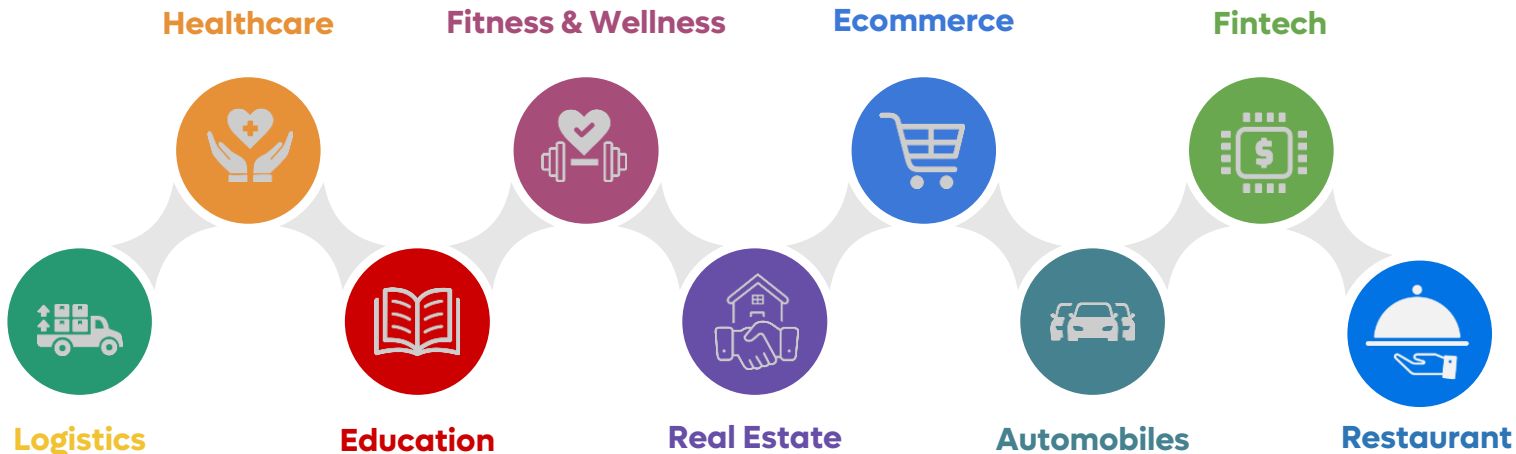 Healthcare
Fitness & Wellness
Ecommerce
Fintech
$
Logistics
Education
Real Estate
Automobiles
Restaurant